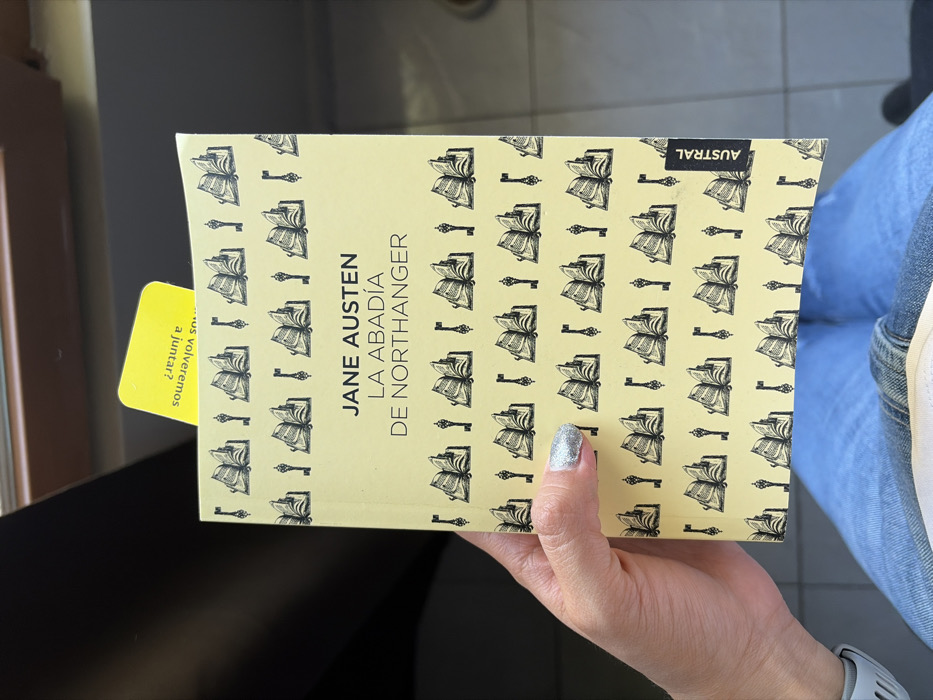 JANE AUSTEN
LA ABADÍA
DE NORTHANGER
AUSTRAL
volveremos
a juntar?